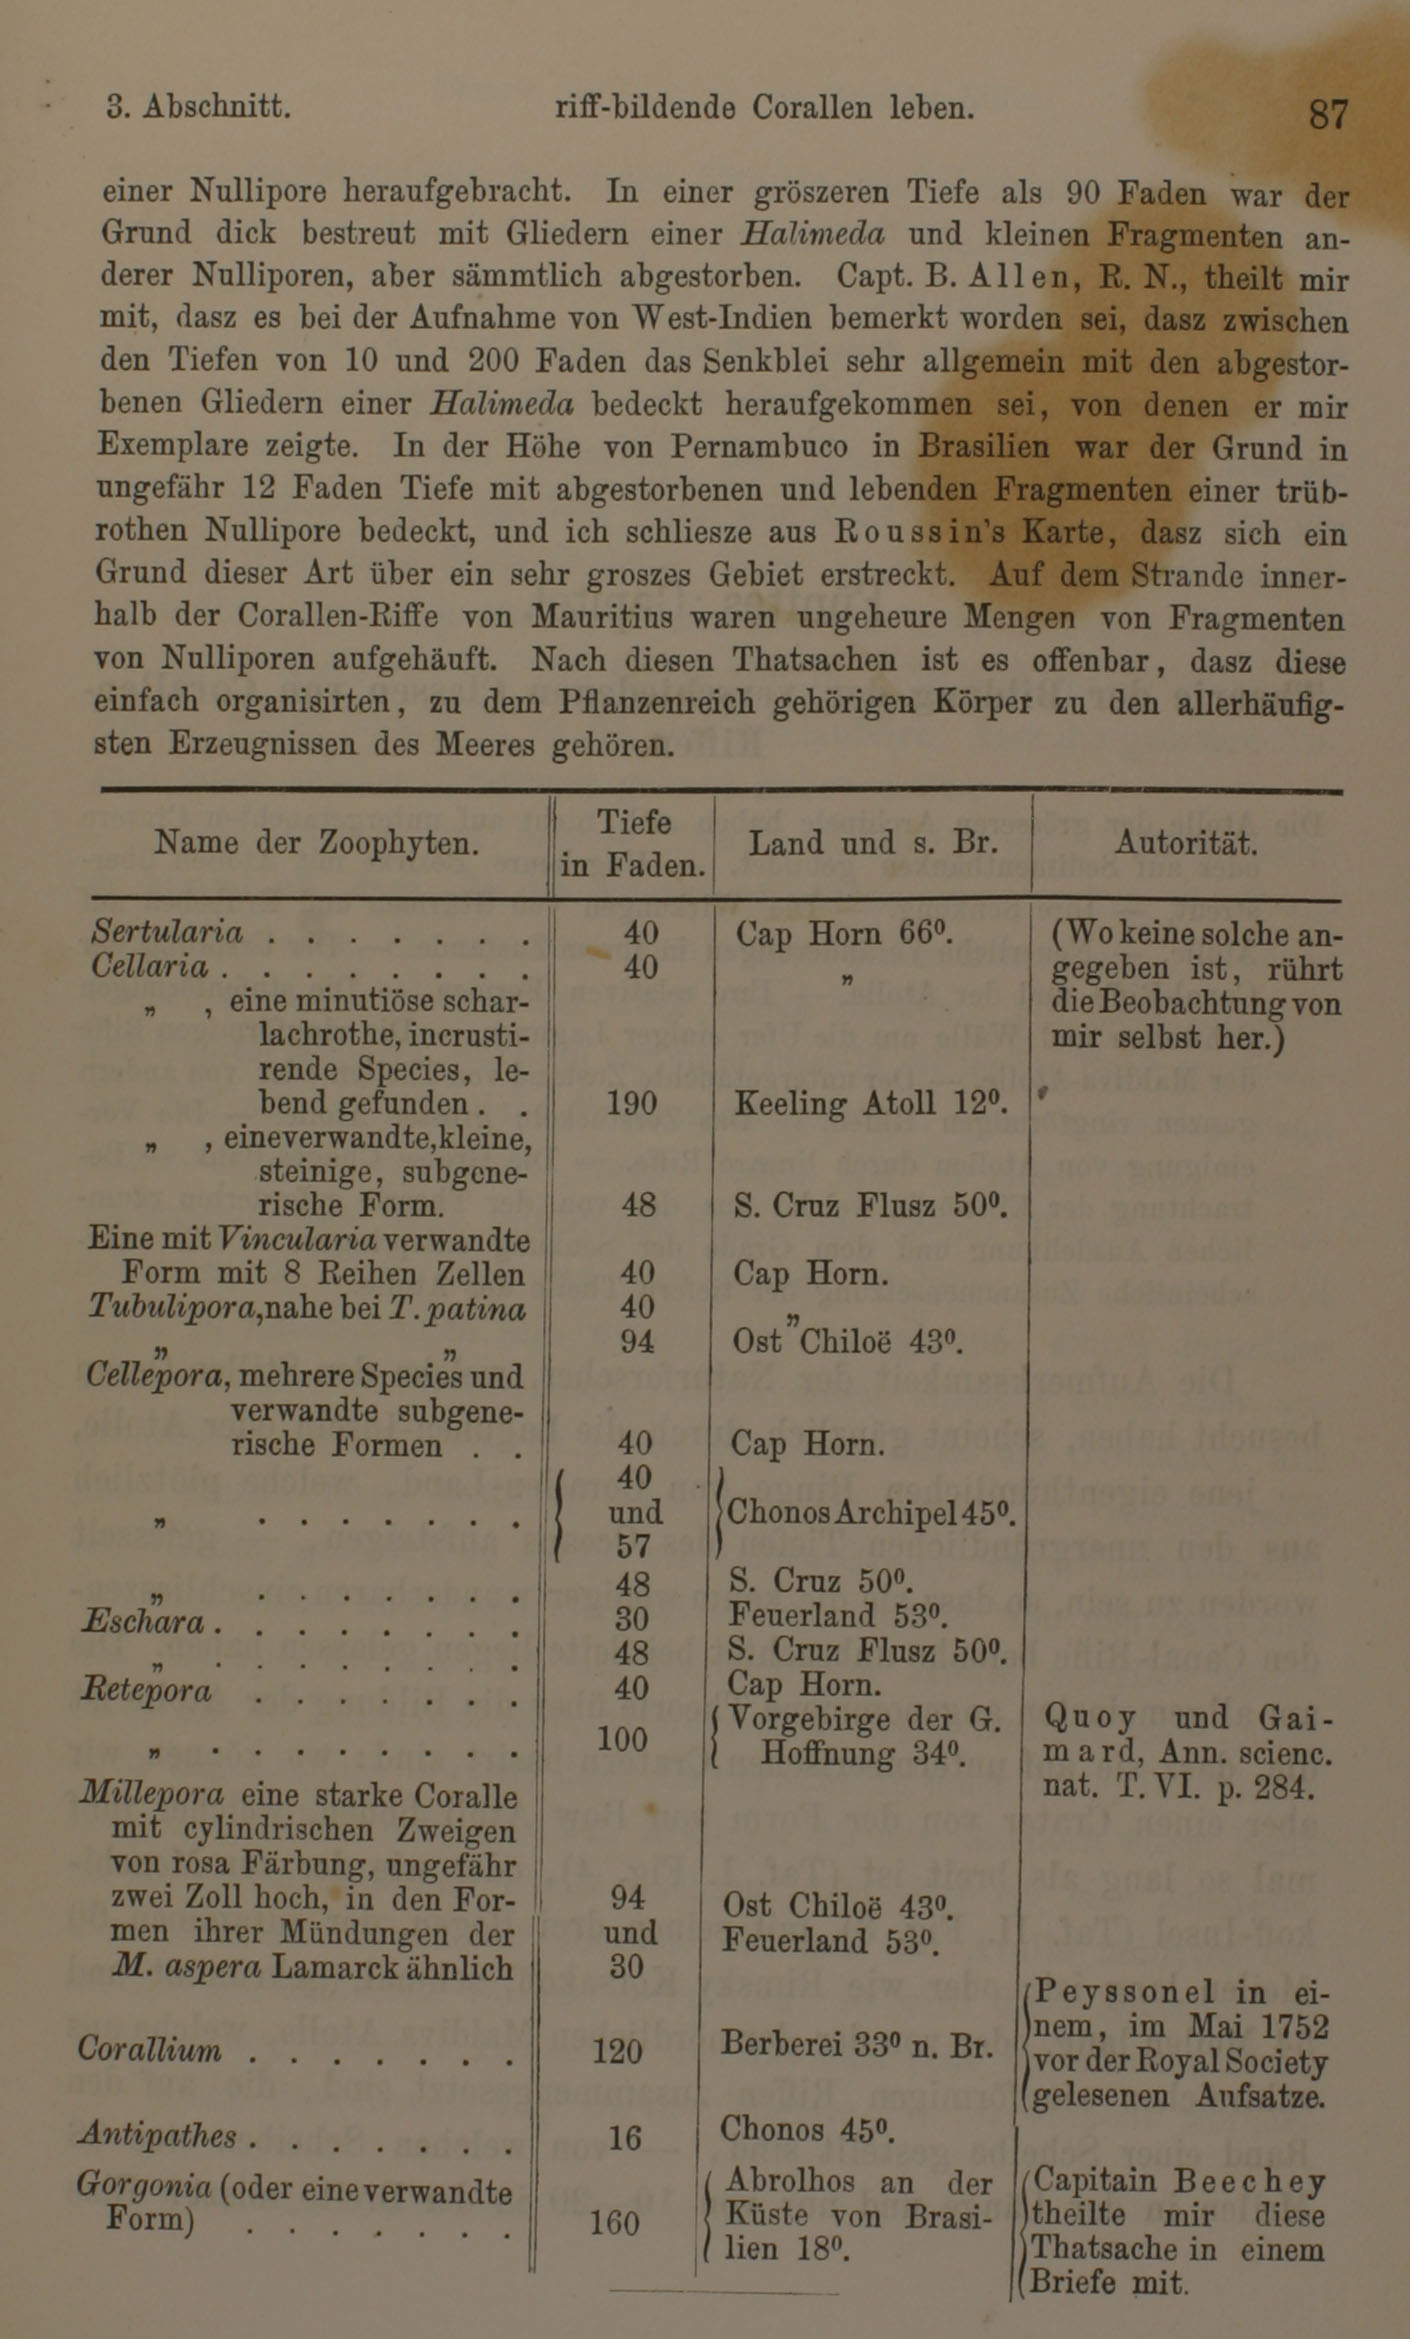 3. Abschnitt. riff-bildende Corallen leben. 87
einer Nullipore heraufgebracht. In einer gröszeren Tiefe als 90 Faden war der
Grund dick bestreut mit Gliedern einer Halimeda und kleinen Fragmenten an-
derer Nulliporen, aber sämmtlich abgestorben. Capt. B. Allen, R. N., theilt mir
mit, dasz es bei der Aufnahme von West-Indien bemerkt worden sei, dasz zwischen
den Tiefen von 10 und 200 Faden das Senkblei sehr allgemein mit den abgestor-
benen Gliedern einer Halimeda bedeckt heraufgekommen sei, von denen er mir
Exemplare zeigte. In der Höhe von Pernambuco in Brasilien war der Grund in
ungefähr 12 Faden Tiefe mit abgestorbenen und lebenden Fragmenten einer trüb-
rothen Nullipore bedeckt, und ich schliesze aus Roussin's Karte, dasz sich ein
Grund dieser Art über ein sehr groszes Gebiet erstreckt. Auf dem Strande inner-
halb der Corallen-Riffe von Mauritius waren ungeheure Mengen von Fragmenten
von Nulliporen aufgehäuft. Nach diesen Thatsachen ist es offenbar, dasz diese
einfach organisirten, zu dem Pflanzenreich gehörigen Körper zu den allerhäufig-
sten Erzeugnissen des Meeres gehören.
Name der Zoophyten. Tiefe in Faden. Land und s. Br. Autorität.
Sertularia . . . . . . . 40 Cap Horn 66⁰. (Wo keine solche an-
Cellaria . . . . . . . . 40 „ gegeben ist, rührt
„ , eine minutiöse schar- die Beobachtung von
lachrothe, incrusti- mir selbst her.)
rende Species, le-
bend gefunden . . 190 Keeling Atoll 12⁰.
„ , eine verwandte, kleine,
steinige, subgene-
rische Form. 48 S. Cruz Flusz 50⁰.
Eine mit Vincularia verwandte
Form mit 8 Reihen Zellen 40 Cap Horn.
Tubulipora, nahe bei T. patina 40 „
„ „ 94 Ost Chiloë 43⁰.
Cellepora, mehrere Species und
verwandte subgene-
rische Formen . . 40 Cap Horn.
40
„ . . . . . . . und Chonos Archipel 45⁰.
57
„ . . . . . . . 48 S. Cruz 50⁰.
Eschara . . . . . . . . 30 Feuerland 53⁰.
„ . . . . . . . . 48 S. Cruz Flusz 50⁰.
Retepora . . . . . . . 40 Cap Horn.
„ . . . . . . . . 100 Vorgebirge der G. Quoy und Gai-
Hoffnung 34⁰. mard, Ann. scienc.
Millepora eine starke Coralle nat. T. VI. p. 284.
mit cylindrischen Zweigen
von rosa Färbung, ungefähr
zwei Zoll hoch, in den For- 94 Ost Chiloë 43⁰.
men ihrer Mündungen der und Feuerland 53⁰.
M. aspera Lamarck ähnlich 30
Peyssonel in ei-
nem, im Mai 1752
Corallium . . . . . . . 120 Berberei 33⁰ n. Br. vor der Royal Society
gelesenen Aufsatze.
Antipathes . . . . . . . 16 Chonos 45⁰.
Gorgonia (oder eine verwandte Abrolhos an der Capitain Beechey
Form) . . . . . . . 160 Küste von Brasi- theilte mir diese
lien 18⁰. Thatsache in einem
Briefe mit.